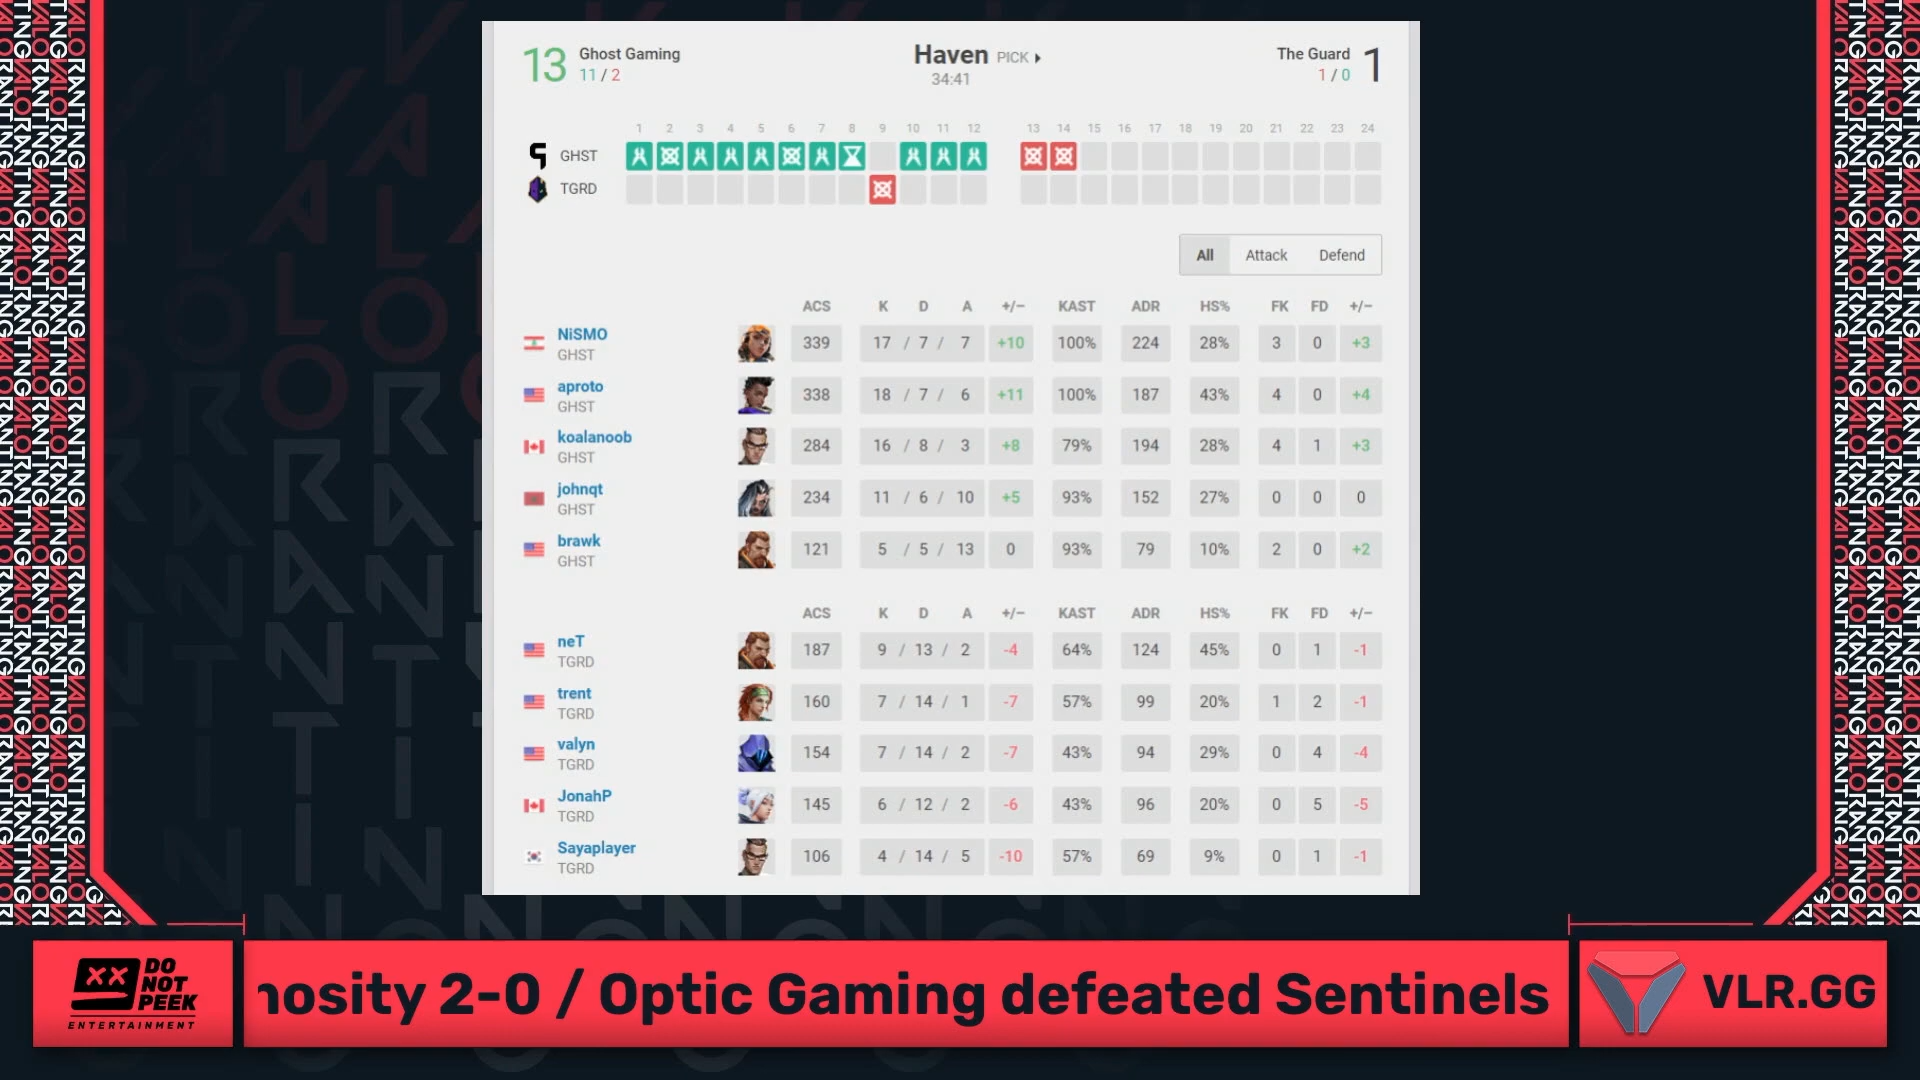 13 Ghost Gaming Haven PICK The Guard 1
11 / 2 34:41 1 / 0
1 2 3 4 5 6 7 8 9 10 11 12 13 14 15 16 17 18 19 20 21 22 23 24
GHST
TGRD
All Attack Defend
ACS K D A +/− KAST ADR HS% FK FD +/−
NiSMO 339 17 / 7 / 7 +10 100% 224 28% 3 0 +3
GHST
aproto 338 18 / 7 / 6 +11 100% 187 43% 4 0 +4
GHST
koalanoob 284 16 / 8 / 3 +8 79% 194 28% 4 1 +3
GHST
johnqt 234 11 / 6 / 10 +5 93% 152 27% 0 0 0
GHST
brawk 121 5 / 5 / 13 0 93% 79 10% 2 0 +2
GHST
ACS K D A +/− KAST ADR HS% FK FD +/−
neT 187 9 / 13 / 2 -4 64% 124 45% 0 1 -1
TGRD
trent 160 7 / 14 / 1 -7 57% 99 20% 1 2 -1
TGRD
valyn 154 7 / 14 / 2 -7 43% 94 29% 0 4 -4
TGRD
JonahP 145 6 / 12 / 2 -6 43% 96 20% 0 5 -5
TGRD
Sayaplayer 106 4 / 14 / 5 -10 57% 69 9% 0 1 -1
TGRD
DO NOT PEEK
ENTERTAINMENT
nosity 2-0 / Optic Gaming defeated Sentinels
VLR.GG
VALORANTING